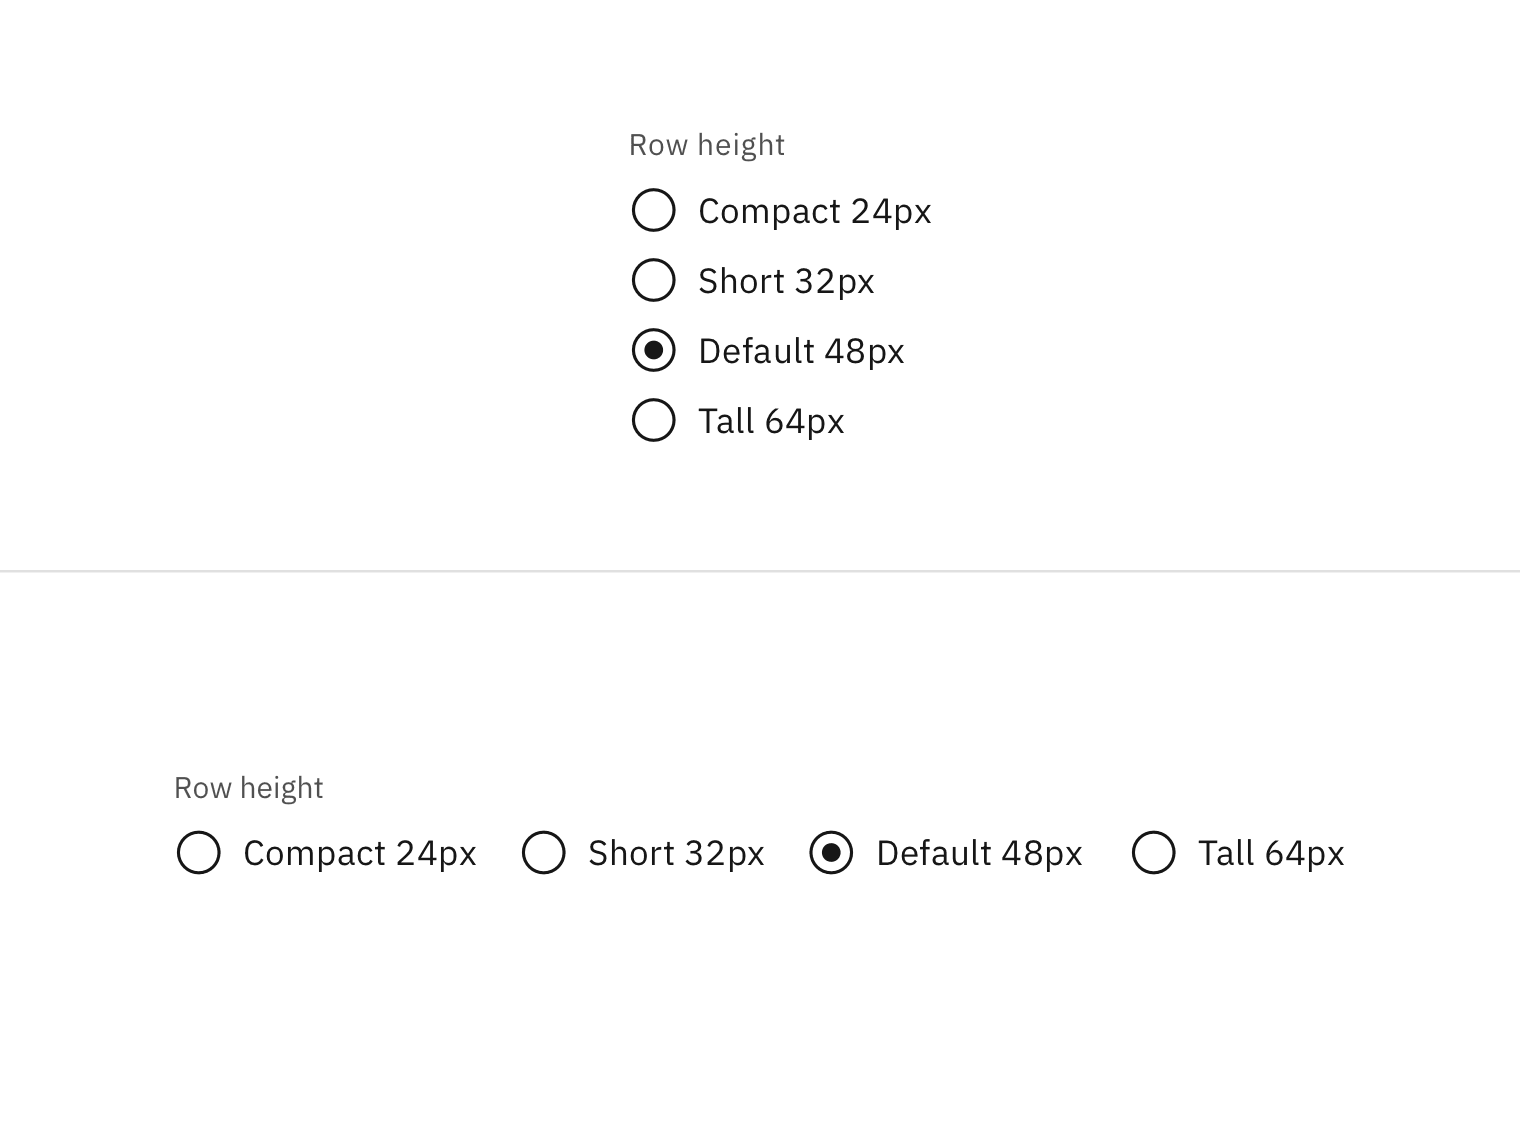 Row height
Compact 24px
Short 32px
Default 48px
Tall 64px
Row height
Compact 24px Short 32px Default 48px Tall 64px